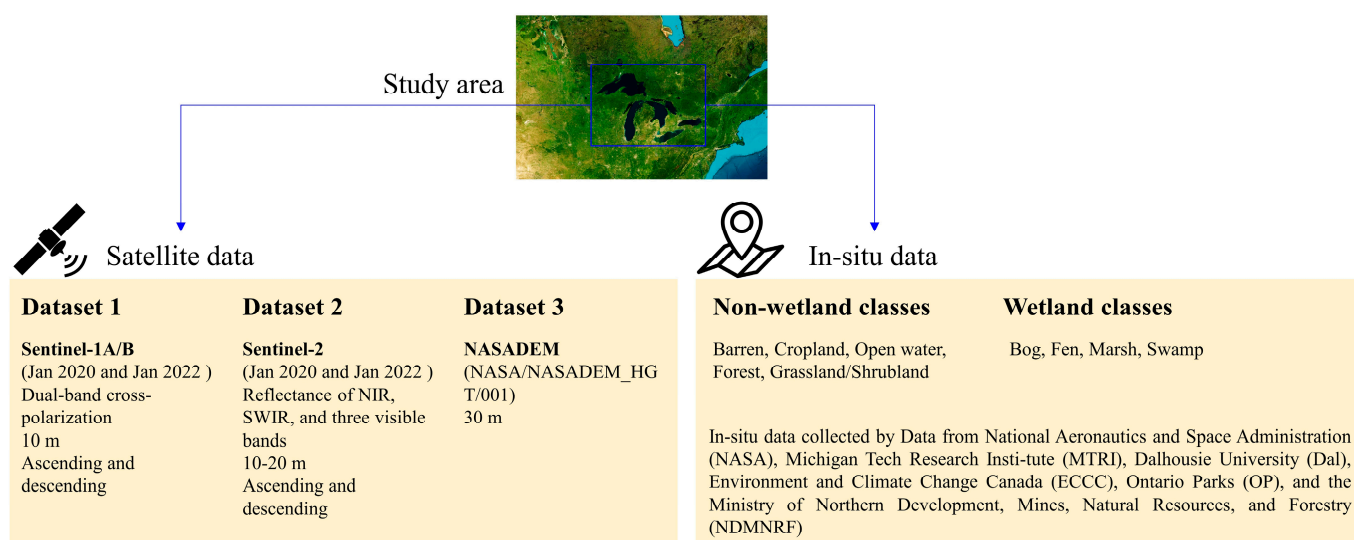 Study area
Satellite data
In-situ data
Dataset 1
Sentinel-1A/B
(Jan 2020 and Jan 2022 )
Dual-band cross-
polarization
10 m
Ascending and
descending
Dataset 2
Sentinel-2
(Jan 2020 and Jan 2022 )
Reflectance of NIR,
SWIR, and three visible
bands
10-20 m
Ascending and
descending
Dataset 3
NASADEM
(NASA/NASADEM_HG
T/001)
30 m
Non-wetland classes
Barren, Cropland, Open water,
Forest, Grassland/Shrubland
Wetland classes
Bog, Fen, Marsh, Swamp
In-situ data collected by Data from National Aeronautics and Space Administration
(NASA), Michigan Tech Research Insti-tute (MTRI), Dalhousie University (Dal),
Environment and Climate Change Canada (ECCC), Ontario Parks (OP), and the
Ministry of Northern Development, Mines, Natural Resources, and Forestry
(NDMNRF)